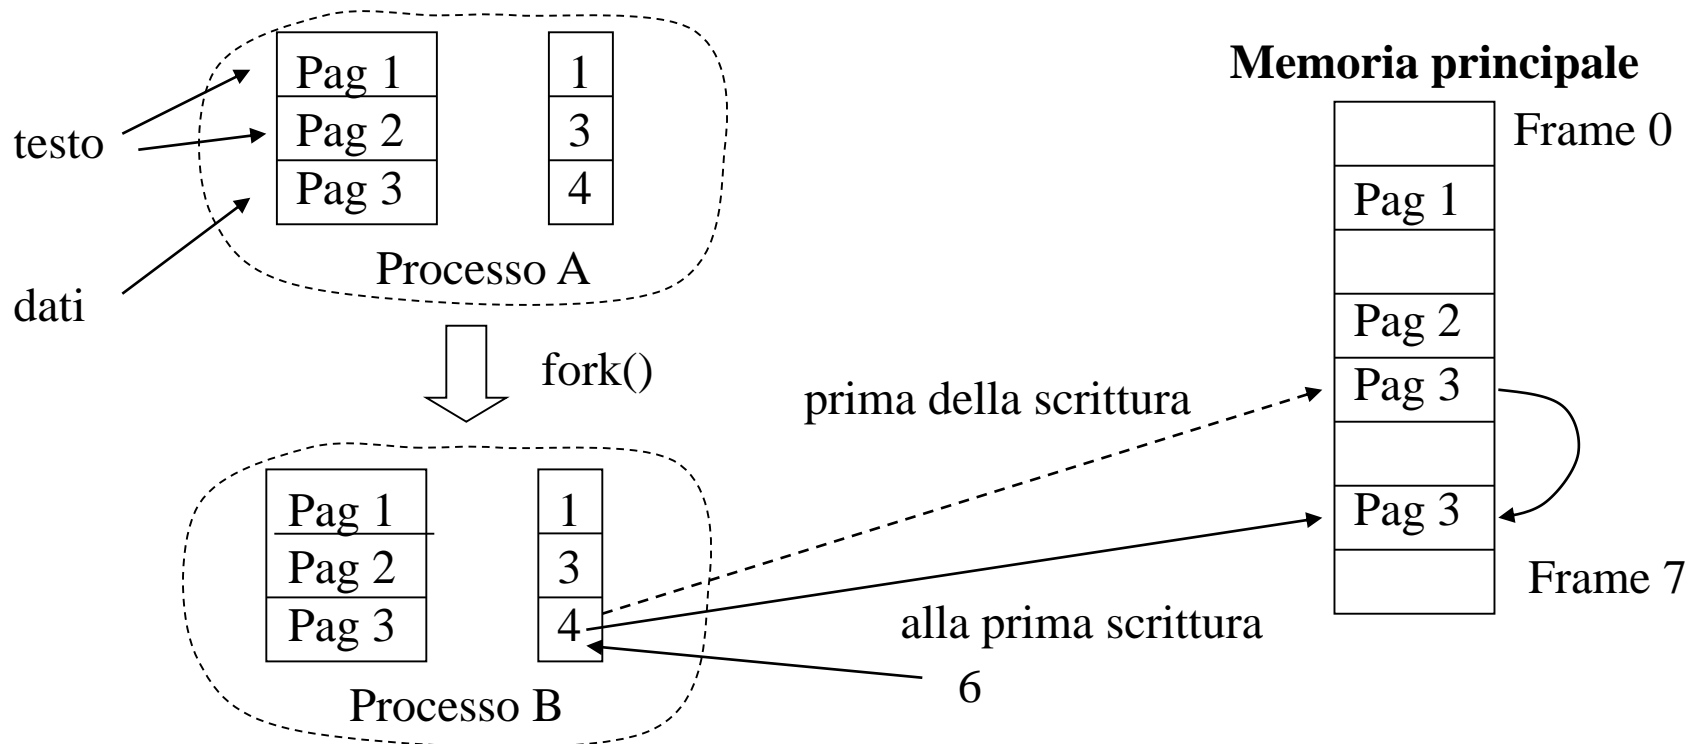 Pag 1
1
Pag 2
3
Pag 3
4
testo
dati
Processo A
fork()
Pag 1
1
Pag 2
3
Pag 3
4
Processo B
prima della scrittura
alla prima scrittura
6
Memoria principale
Frame 0
Pag 1
Pag 2
Pag 3
Pag 3
Frame 7